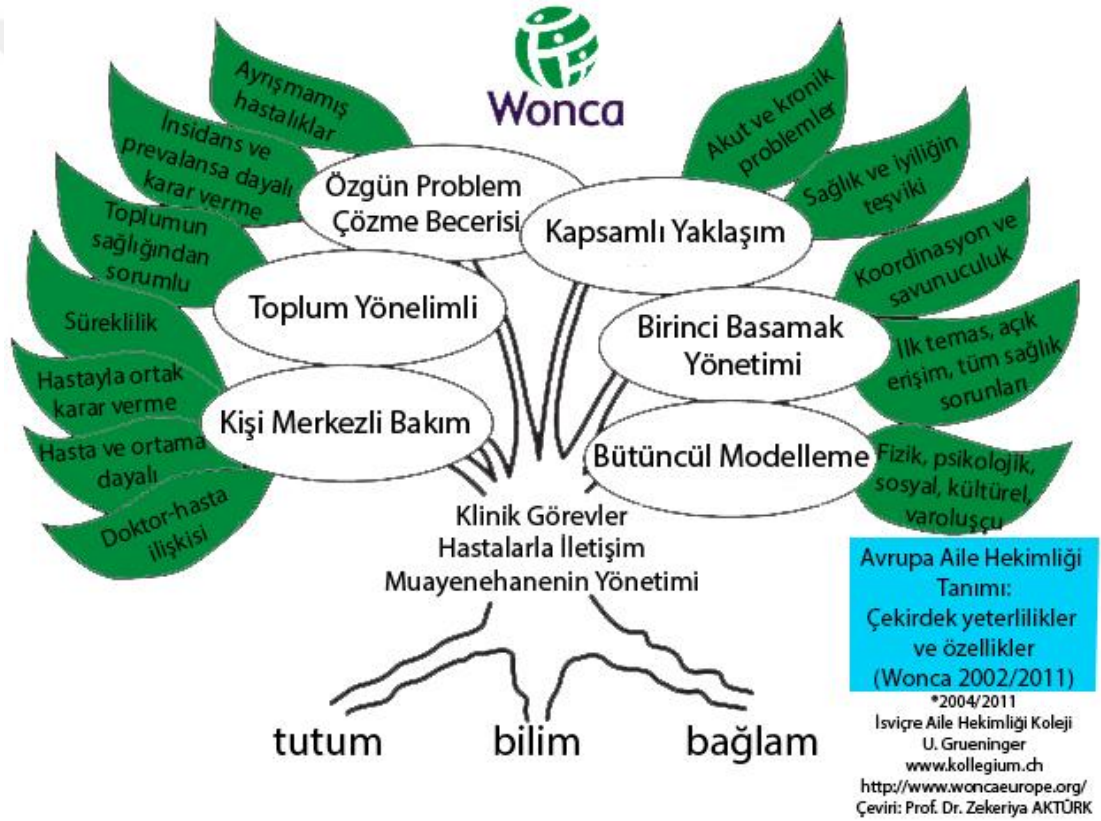 Wonca
Ayrışmamış
hastalıklar
İnsidans ve
prevalansa dayalı
karar verme
Toplumun
sağlığından
sorumlu
Süreklilik
Hastayla ortak
karar verme
Hasta ve ortama
dayalı
Doktor-hasta
ilişkisi
Özgün Problem
Çözme Becerisi
Toplum Yönelimli
Kişi Merkezli Bakım
Kapsamlı Yaklaşım
Birinci Basamak
Yönetimi
Bütüncül Modelleme
Akut ve kronik
problemler
Sağlık ve iyiliğin
teşviki
Koordinasyon ve
savunuculuk
İlk temas, açık
erişim, tüm sağlık
sorunları
Fizik, psikolojik,
sosyal, kültürel,
varoluşçu
Klinik Görevler
Hastalarla İletişim
Muayenehanenin Yönetimi
tutum
bilim
bağlam
Avrupa Aile Hekimliği
Tanımı:
Çekirdek yeterlilikler
ve özellikler
(Wonca 2002/2011)
*2004/2011
İsviçre Aile Hekimliği Koleji
U. Grueninger
www.kollegium.ch
http://www.woncaeurope.org/
Çeviri: Prof. Dr. Zekeriya AKTÜRK